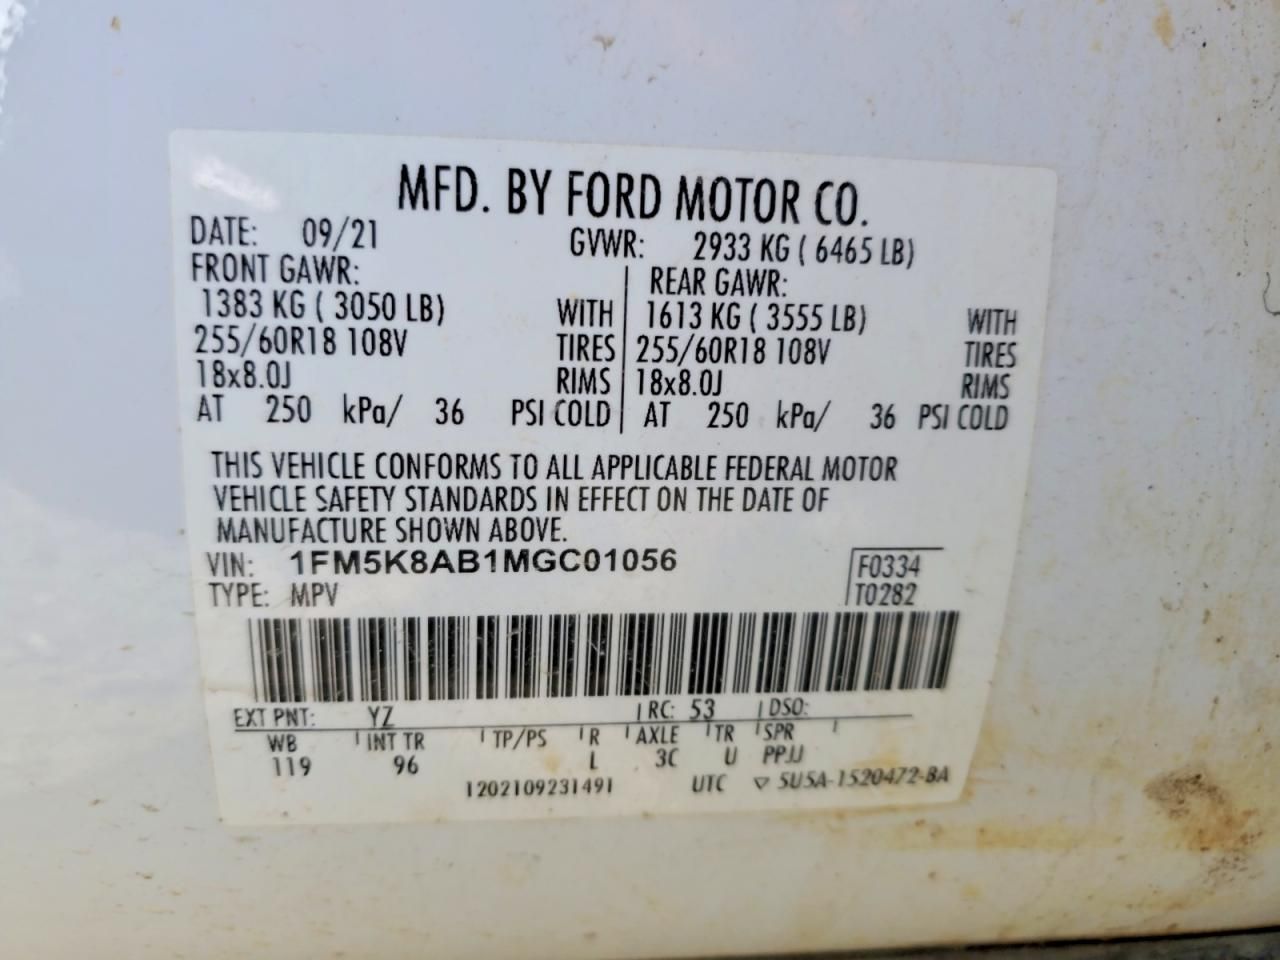 MFD. BY FORD MOTOR CO.
DATE: 09/21 GVWR: 2933 KG ( 6465 LB)
FRONT GAWR: REAR GAWR:
1383 KG ( 3050 LB) WITH 1613 KG ( 3555 LB) WITH
255/60R18 108V TIRES 255/60R18 108V TIRES
18x8.0J RIMS 18x8.0J RIMS
AT 250 kPa/ 36 PSI COLD AT 250 kPa/ 36 PSI COLD
THIS VEHICLE CONFORMS TO ALL APPLICABLE FEDERAL MOTOR
VEHICLE SAFETY STANDARDS IN EFFECT ON THE DATE OF
MANUFACTURE SHOWN ABOVE.
VIN: 1FM5K8AB1MGC01056 F0334
TYPE: MPV T0282
EXT PNT: YZ RC: 53 DSO:
WB INT TR TP/PS R AXLE TR SPR
119 96 L 3C U PPJJ
1202109231491 UTC ▽ SU5A-1520472-BA